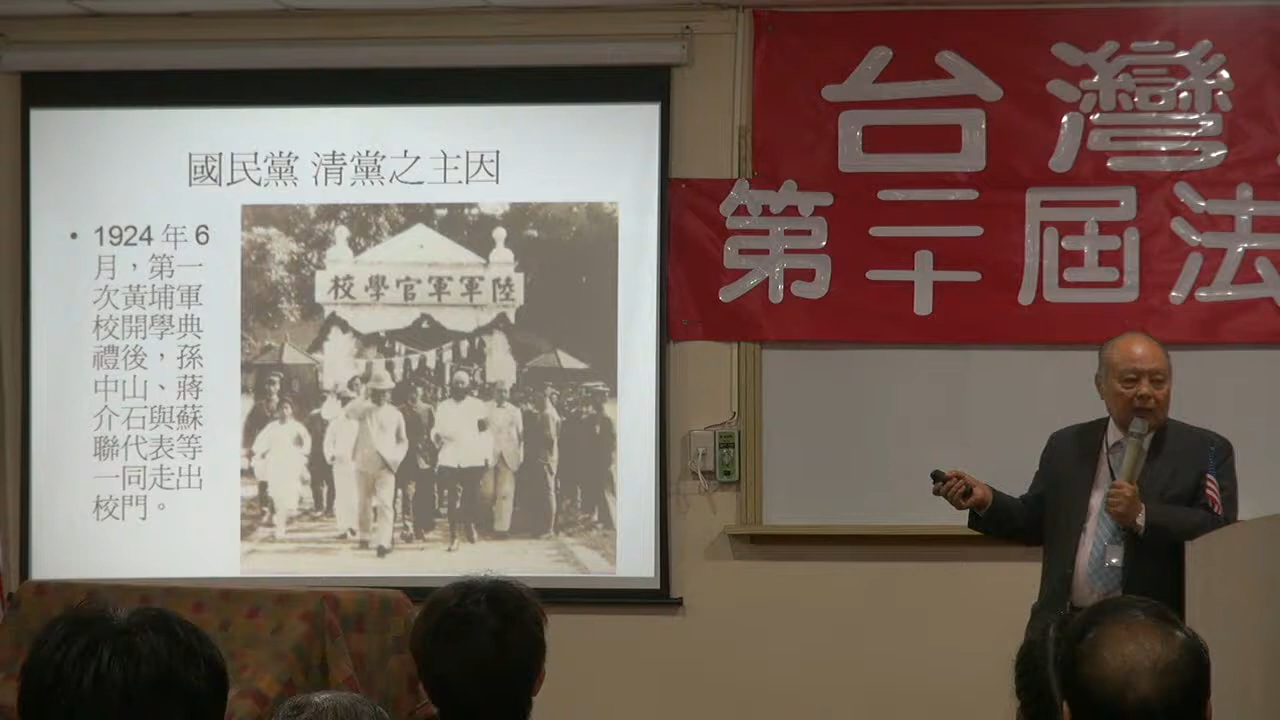 國民黨 清黨之主因
• 1924 年 6
月，第一
次黃埔軍
校開學典
禮後，孫
中山、蔣
介石與蘇
聯代表等
一同走出
校門。
校學官軍軍陸
台灣
第二十屆法